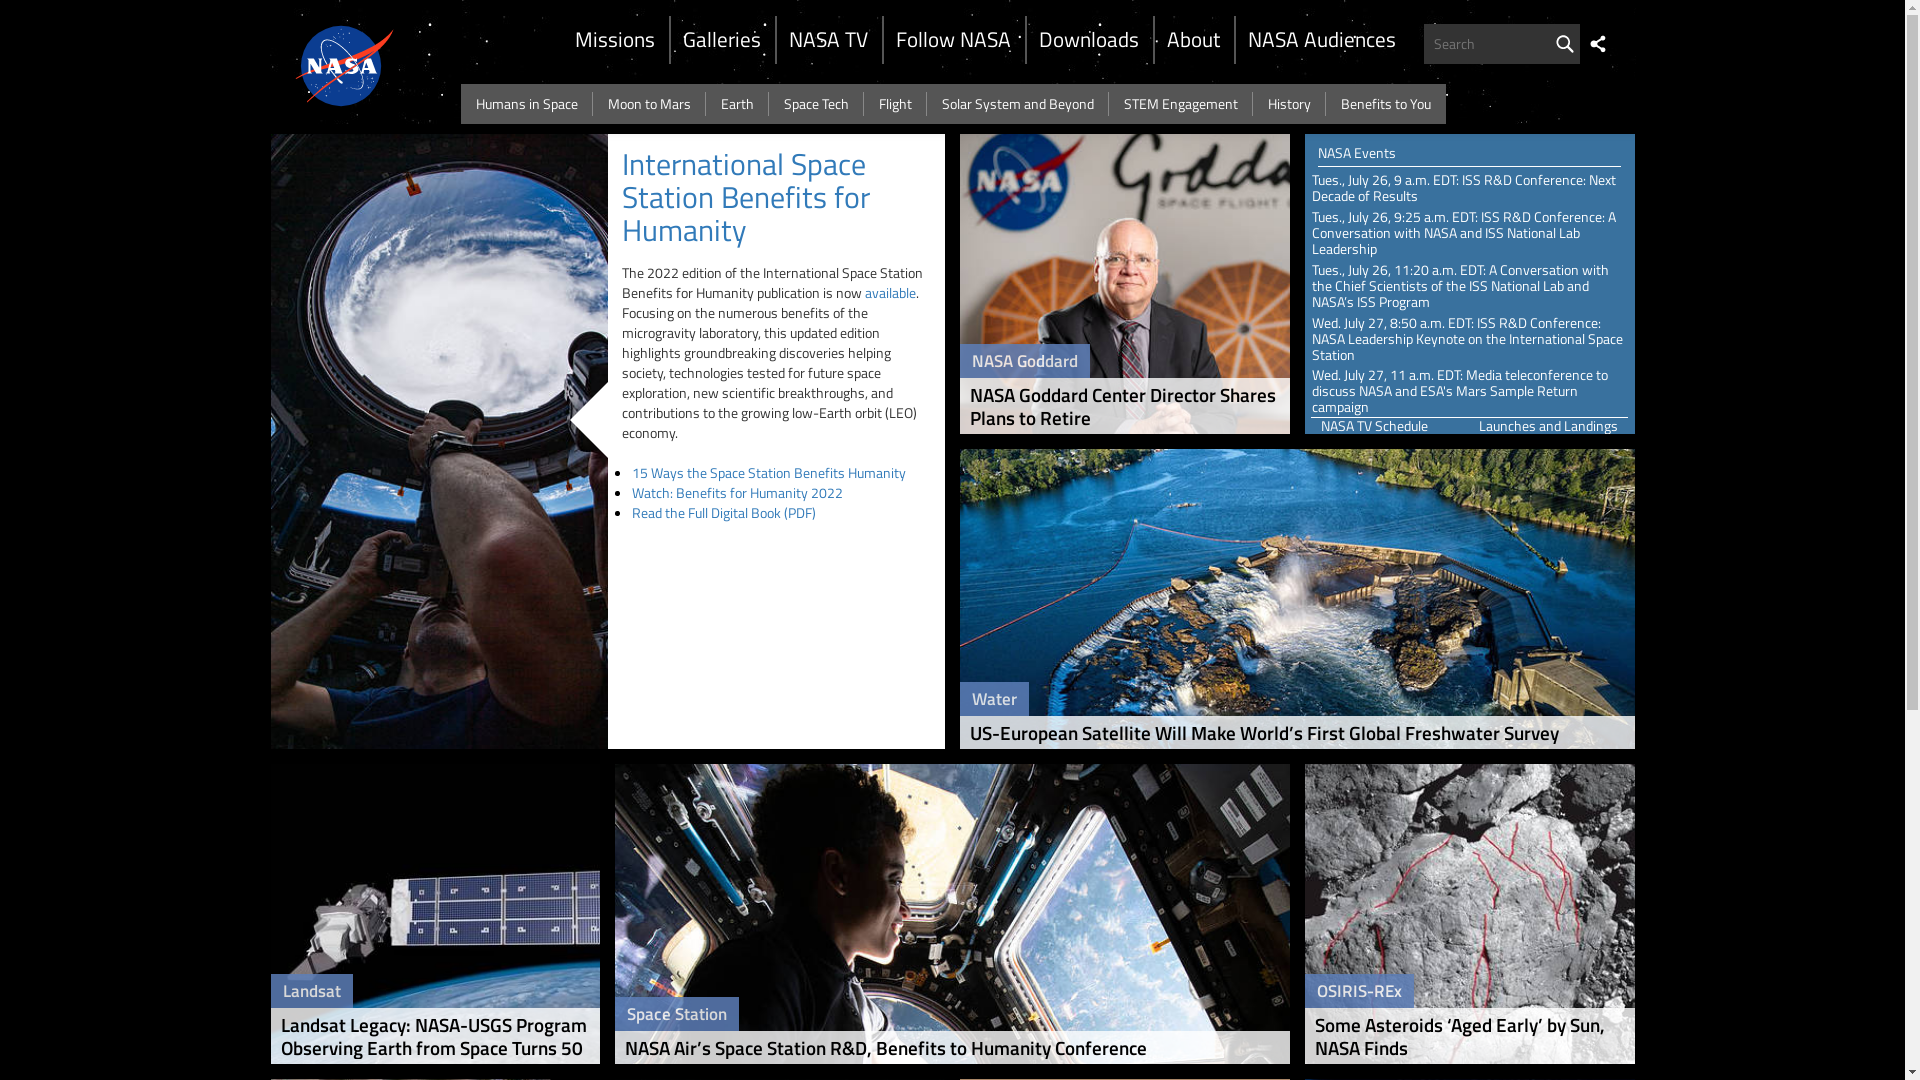 NASA
Missions
Galleries
NASA TV
Follow NASA
Downloads
About
NASA Audiences
Search
Humans in Space
Moon to Mars
Earth
Space Tech
Flight
Solar System and Beyond
STEM Engagement
History
Benefits to You
International Space
Station Benefits for
Humanity
The 2022 edition of the International Space Station
Benefits for Humanity publication is now available.
Focusing on the numerous benefits of the
microgravity laboratory, this updated edition
highlights groundbreaking discoveries helping
society, technologies tested for future space
exploration, new scientific breakthroughs, and
contributions to the growing low-Earth orbit (LEO)
economy.
15 Ways the Space Station Benefits Humanity
Watch: Benefits for Humanity 2022
Read the Full Digital Book (PDF)
NASA
Godda
SPACE FLIGHT
NASA Goddard
NASA Goddard Center Director Shares
Plans to Retire
NASA Events
Tues., July 26, 9 a.m. EDT: ISS R&D Conference: Next
Decade of Results
Tues., July 26, 9:25 a.m. EDT: ISS R&D Conference: A
Conversation with NASA and ISS National Lab
Leadership
Tues., July 26, 11:20 a.m. EDT: A Conversation with
the Chief Scientists of the ISS National Lab and
NASA's ISS Program
Wed. July 27, 8:50 a.m. EDT: ISS R&D Conference:
NASA Leadership Keynote on the International Space
Station
Wed. July 27, 11 a.m. EDT: Media teleconference to
discuss NASA and ESA's Mars Sample Return
campaign
NASA TV Schedule
Launches and Landings
Water
US-European Satellite Will Make World’s First Global Freshwater Survey
Landsat
Landsat Legacy: NASA-USGS Program
Observing Earth from Space Turns 50
Space Station
NASA Air’s Space Station R&D, Benefits to Humanity Conference
OSIRIS-REx
Some Asteroids ‘Aged Early’ by Sun,
NASA Finds